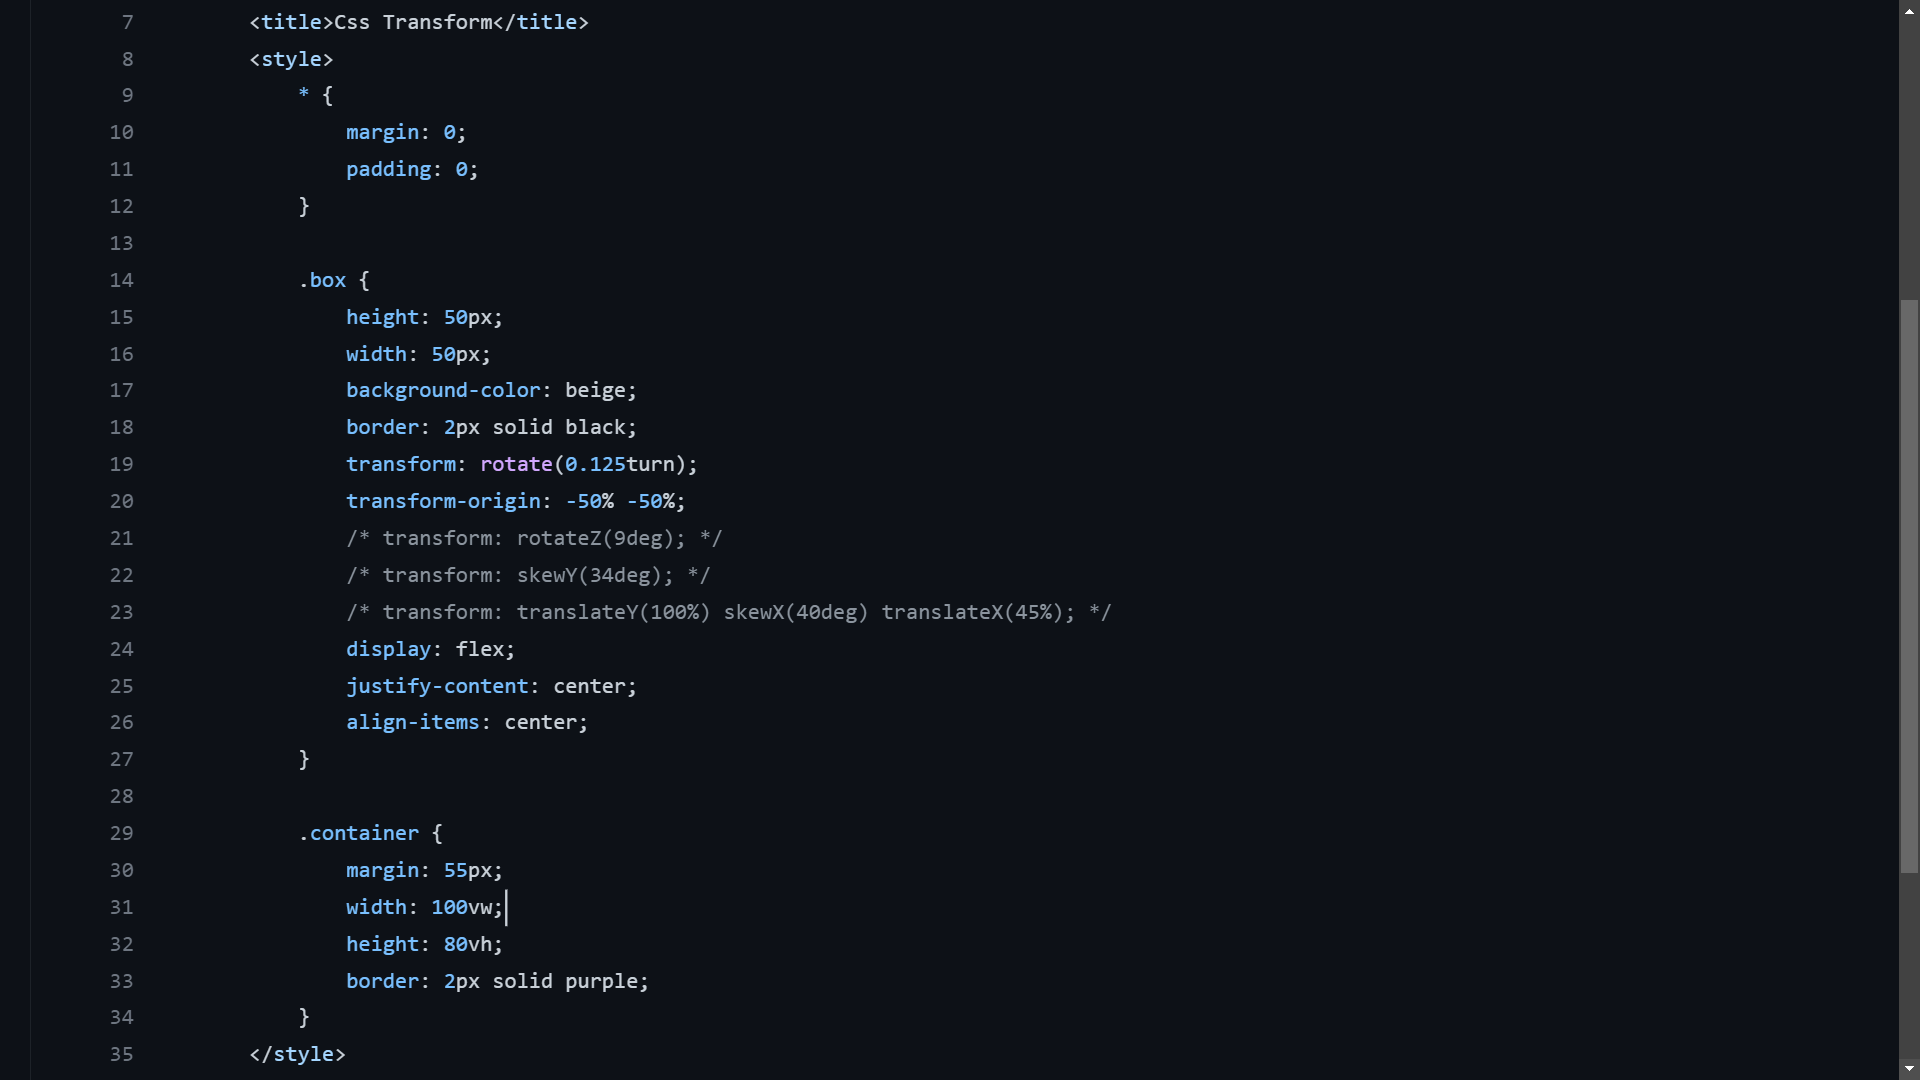 7 <title>Css Transform</title>
8 <style>
9 * {
10 margin: 0;
11 padding: 0;
12 }
13
14 .box {
15 height: 50px;
16 width: 50px;
17 background-color: beige;
18 border: 2px solid black;
19 transform: rotate(0.125turn);
20 transform-origin: -50% -50%;
21 /* transform: rotateZ(9deg); */
22 /* transform: skewY(34deg); */
23 /* transform: translateY(100%) skewX(40deg) translateX(45%); */
24 display: flex;
25 justify-content: center;
26 align-items: center;
27 }
28
29 .container {
30 margin: 55px;
31 width: 100vw;
32 height: 80vh;
33 border: 2px solid purple;
34 }
35 </style>